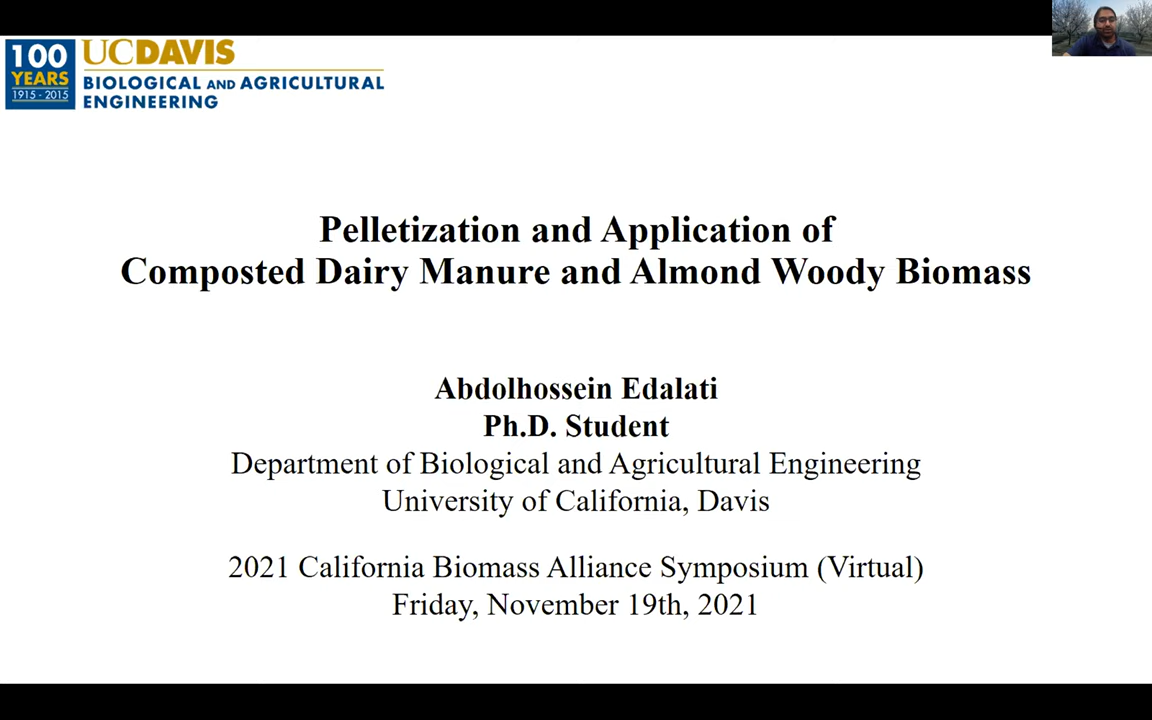 100
YEARS
1915 - 2015
UCDAVIS
BIOLOGICAL AND AGRICULTURAL
ENGINEERING
Pelletization and Application of
Composted Dairy Manure and Almond Woody Biomass
Abdolhossein Edalati
Ph.D. Student
Department of Biological and Agricultural Engineering
University of California, Davis
2021 California Biomass Alliance Symposium (Virtual)
Friday, November 19th, 2021